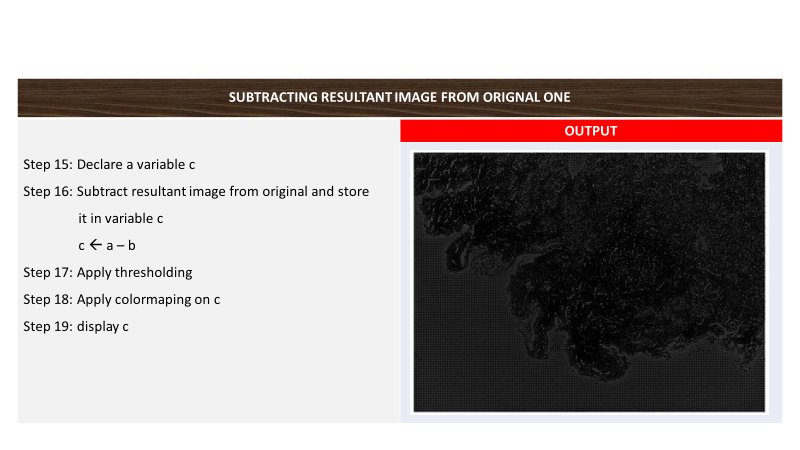 SUBTRACTING RESULTANT IMAGE FROM ORIGNAL ONE
OUTPUT
Step 15: Declare a variable c
Step 16: Subtract resultant image from original and store
it in variable c
c ← a – b
Step 17: Apply thresholding
Step 18: Apply colormaping on c
Step 19: display c